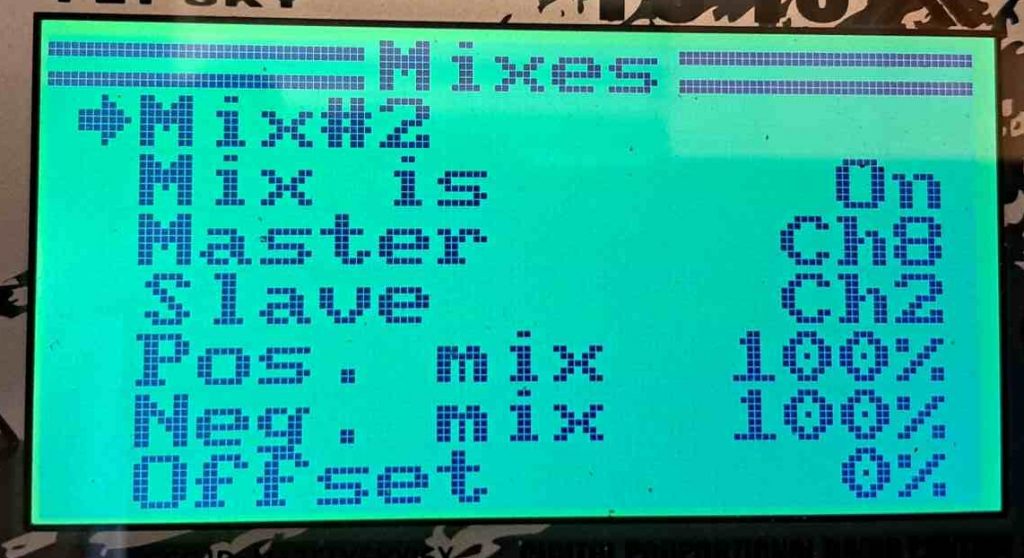 Mixes
Mix#2
Mix is On
Master Ch8
Slave Ch2
Pos. mix 100%
Neg. mix 100%
Offset 0%